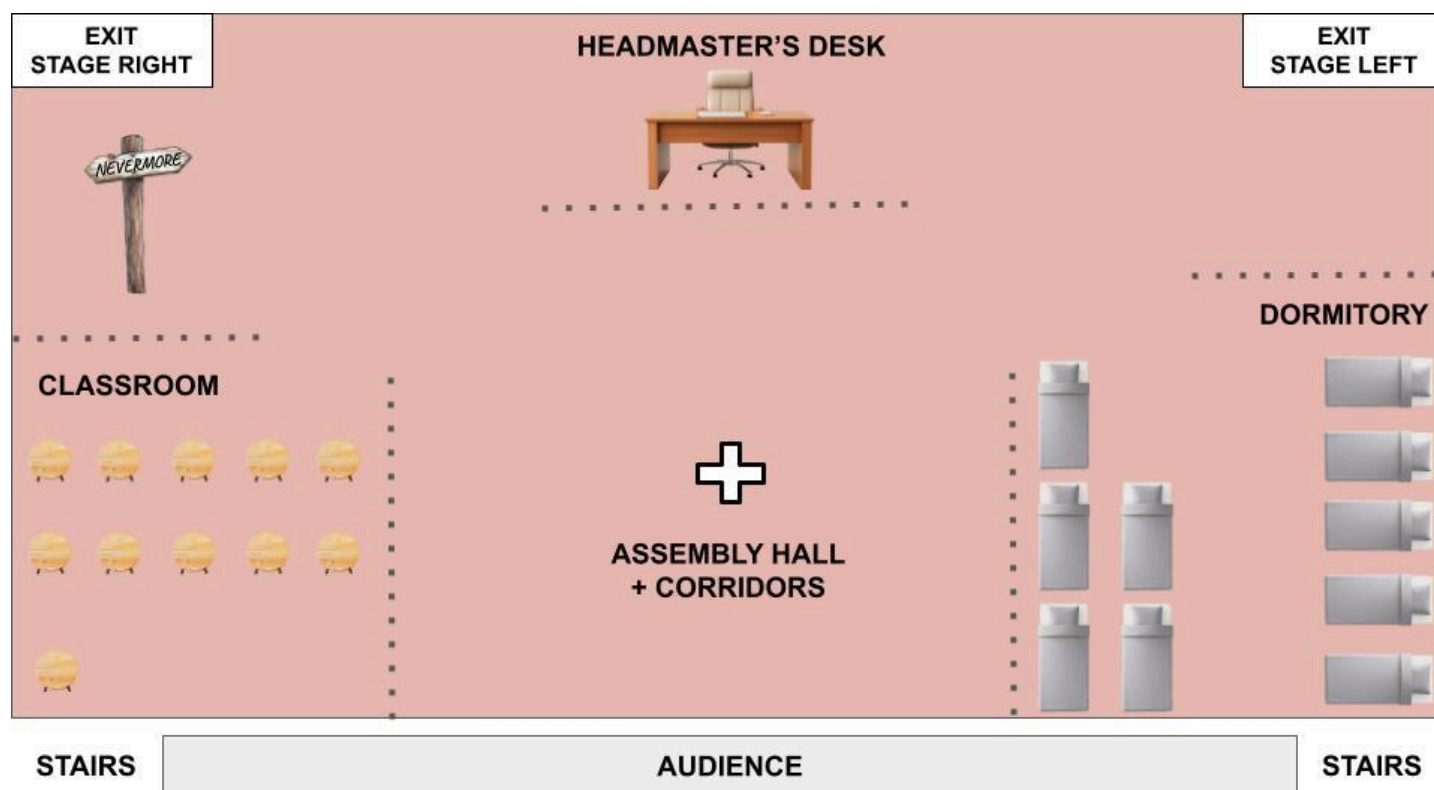 EXIT
STAGE RIGHT
HEADMASTER'S DESK
EXIT
STAGE LEFT
NEVERMORE
DORMITORY
CLASSROOM
ASSEMBLY HALL
+ CORRIDORS
STAIRS
AUDIENCE
STAIRS